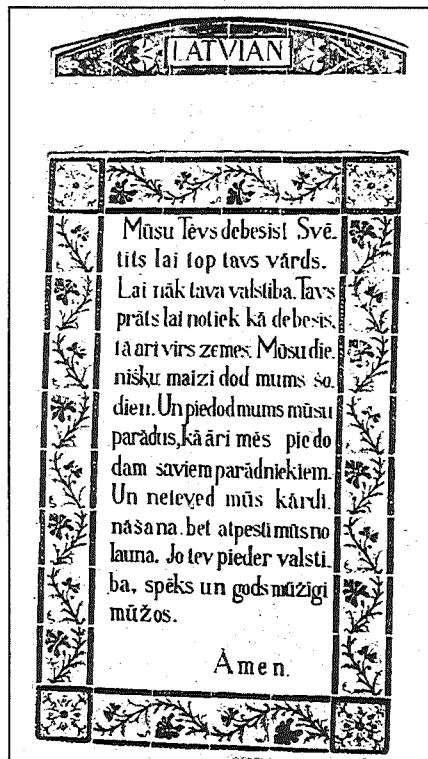 LATVIAN
Mūsu Tēvs debesīs! Svē-
tīts lai top tavs vārds.
Lai nāk tava valstība. Tavs
prāts lai notiek kā debesīs,
tā arī virs zemes. Mūsu die-
nišķu maizi dod mums šo-
dien. Un piedod mums mūsu
parādus, kā āri mēs piedo
dam saviem parādniekiem.
Un neieved mūs kārdi.
nāšanā, bet atpestī mūs no
ļauna. Jo tev pieder valstī-
ba, spēks un gods mūžīgi
mūžos.
Āmen.